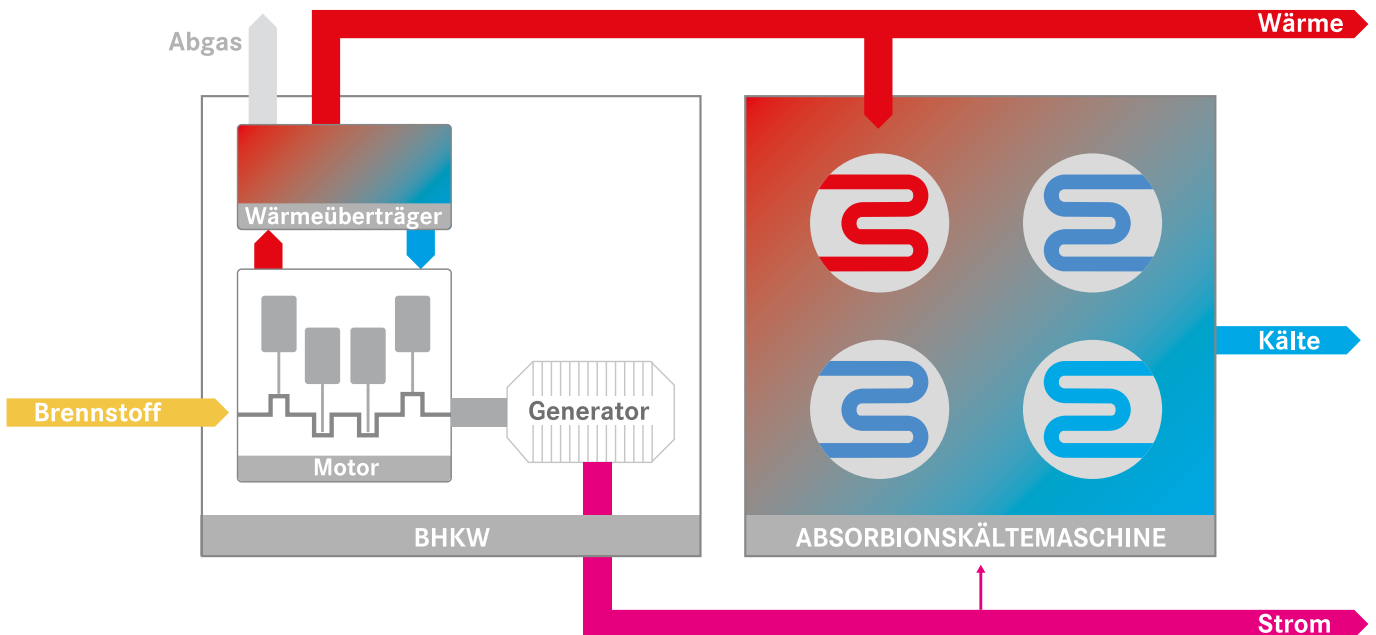 Wärme
Abgas
Wärmeüberträger
Kälte
Brennstoff
Generator
Motor
BHKW
ABSORBIONSKÄLTEMASCHINE
Strom